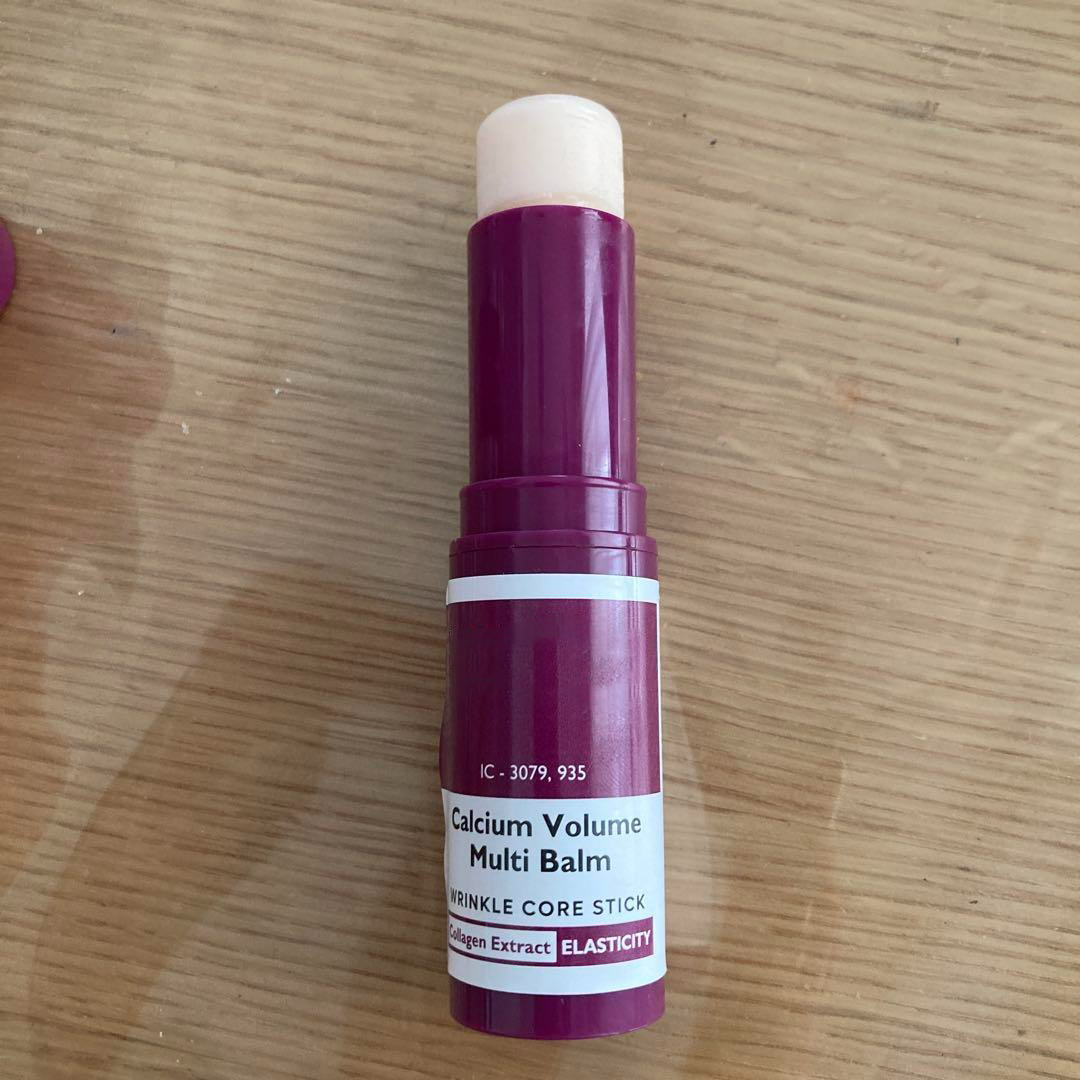 IC - 3079, 935
Calcium Volume
Multi Balm
WRINKLE CORE STICK
Collagen Extract ELASTICITY